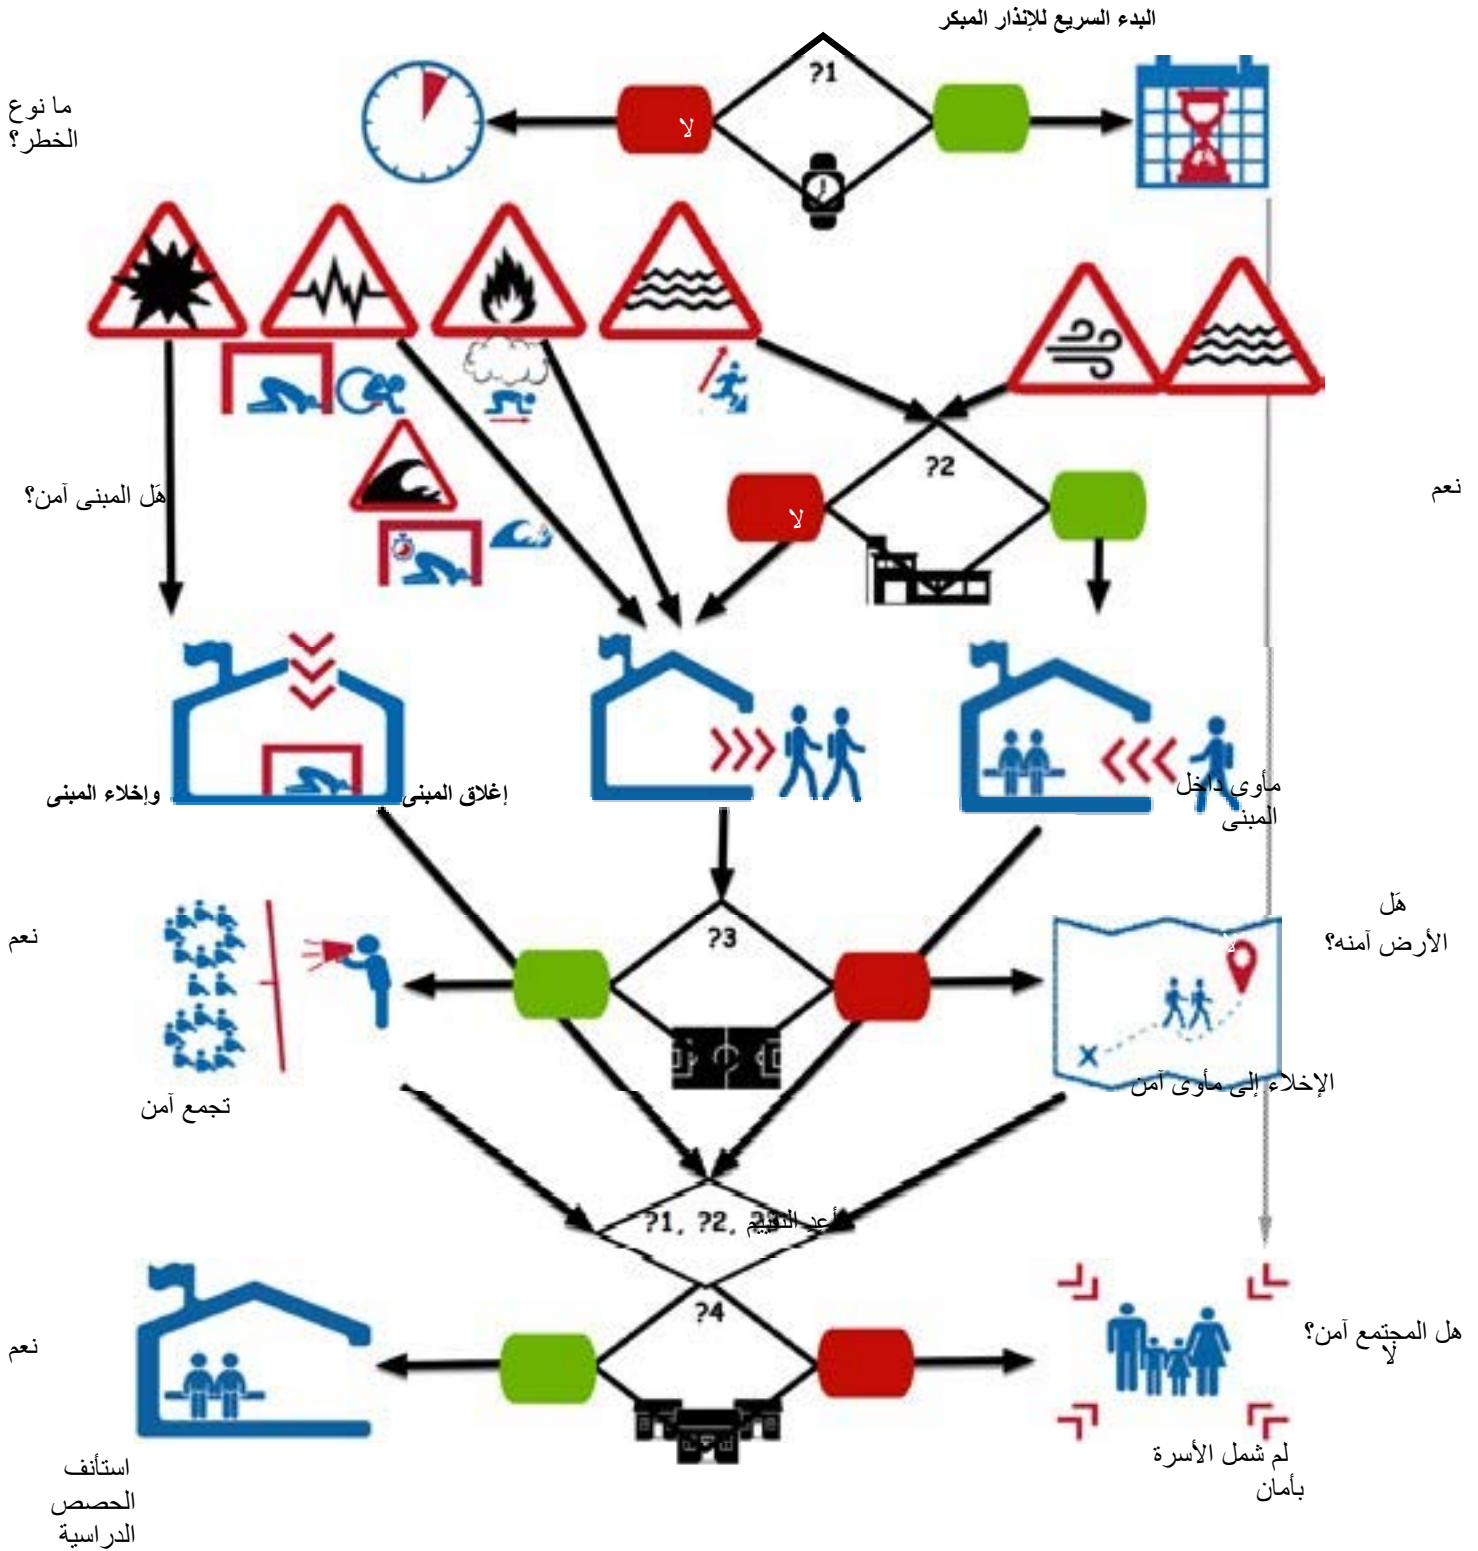 البدء السريع للإنذار المبكر
?1
لا
ما نوع
الخطر؟
?2
لا
هَل المبنى آمن؟
نعم
وإخلاء المبنى
إغلاق المبنى
مأوى داخل
المبنى
هَل
الأرض آمنه؟
?3
نعم
لا
الإخلاء إلى مأوى آمن
تجمع آمن
?1, ?2,
أعد التقييم
?4
هل المجتمع آمن؟
لا
نعم
لم شمل الأسرة
بأمان
استأنف
الحصص
الدراسية